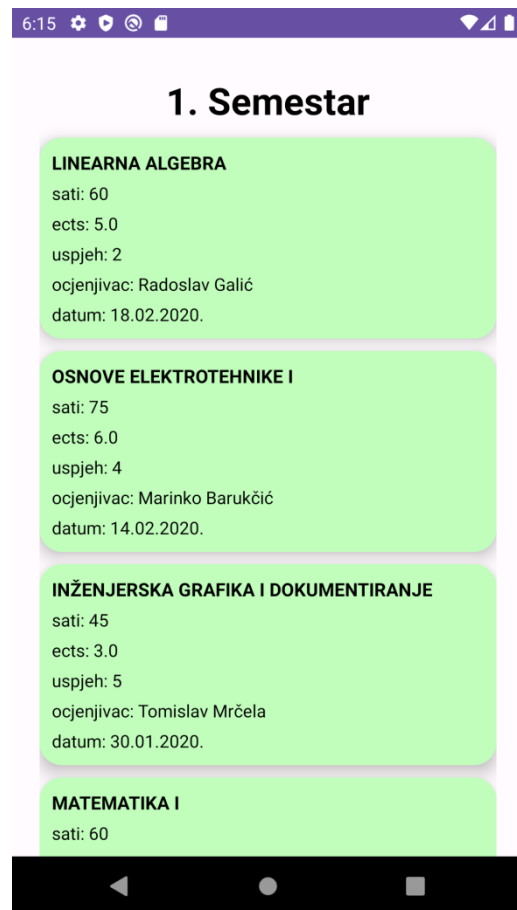 6:15
1. Semestar
LINEARNA ALGEBRA
sati: 60
ects: 5.0
uspjeh: 2
ocjenjivac: Radoslav Galić
datum: 18.02.2020.
OSNOVE ELEKTROTEHNIKE I
sati: 75
ects: 6.0
uspjeh: 4
ocjenjivac: Marinko Barukčić
datum: 14.02.2020.
INŽENJERSKA GRAFIKA I DOKUMENTIRANJE
sati: 45
ects: 3.0
uspjeh: 5
ocjenjivac: Tomislav Mrčela
datum: 30.01.2020.
MATEMATIKA I
sati: 60